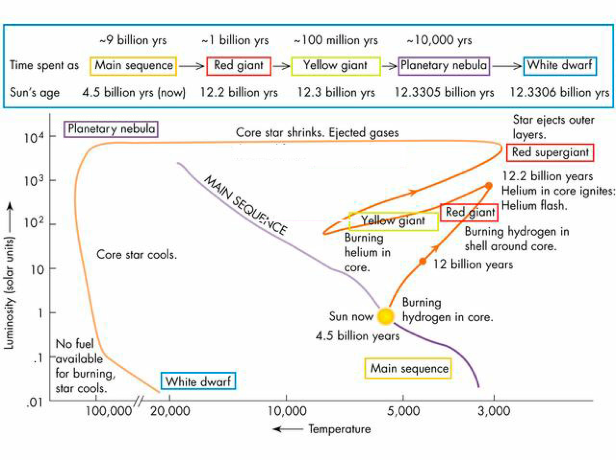 ~9 billion yrs ~1 billion yrs ~100 million yrs ~10,000 yrs
Time spent as Main sequence Red giant Yellow giant Planetary nebula White dwarf
Sun's age 4.5 billion yrs (now) 12.2 billion yrs 12.3 billion yrs 12.3305 billion yrs 12.3306 billion yrs
Star ejects outer
layers.
Planetary nebula
Core star shrinks. Ejected gases
Red supergiant
10⁴
10³
10²
10
1
.1
.01
Luminosity (solar units)
12.2 billion years
Helium in core ignites:
Helium flash.
MAIN SEQUENCE
Yellow giant
Red giant
Burning
helium in
core.
Burning hydrogen in
shell around core.
Core star cools.
12 billion years
Sun now
Burning
hydrogen in core.
4.5 billion years
No fuel
available
for burning,
star cools.
White dwarf
Main sequence
100,000 20,000 10,000 5,000 3,000
Temperature